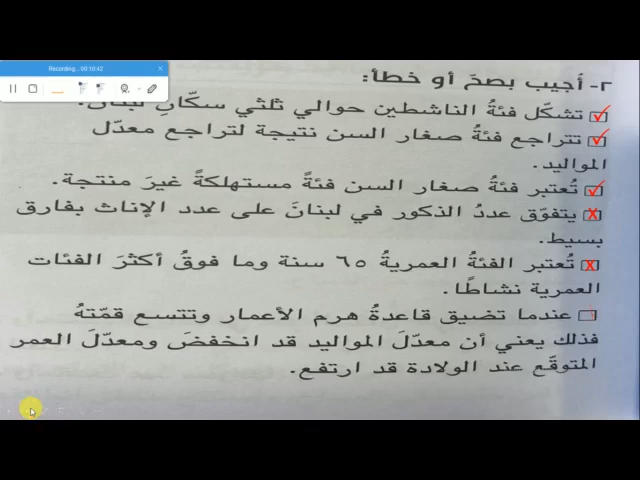 Recording... 00:10:42
٢- أجيب بصحَ أو خطأ:
تشكّل فئةُ الناشطين حوالي ثلثي سكّانِ لبنان.
تتراجع فئةُ صغار السن نتيجة لتراجع معدّل
المواليد.
تُعتبر فئةُ صغار السن فئةً مستهلكةً غيرَ منتجة.
يتفوّق عددُ الذكور في لبنانَ على عدد الإناث بفارق
بسيط.
تُعتبر الفئةُ العمريةُ ٦٥ سنة وما فوقُ أكثرَ الفئات
العمرية نشاطًا.
عندما تضيق قاعدةُ هرم الأعمار وتتسع قمّتهُ
فذلك يعني أن معدّلَ المواليد قد انخفضَ ومعدّلَ العمر
المتوقَّع عند الولادة قد ارتفع.